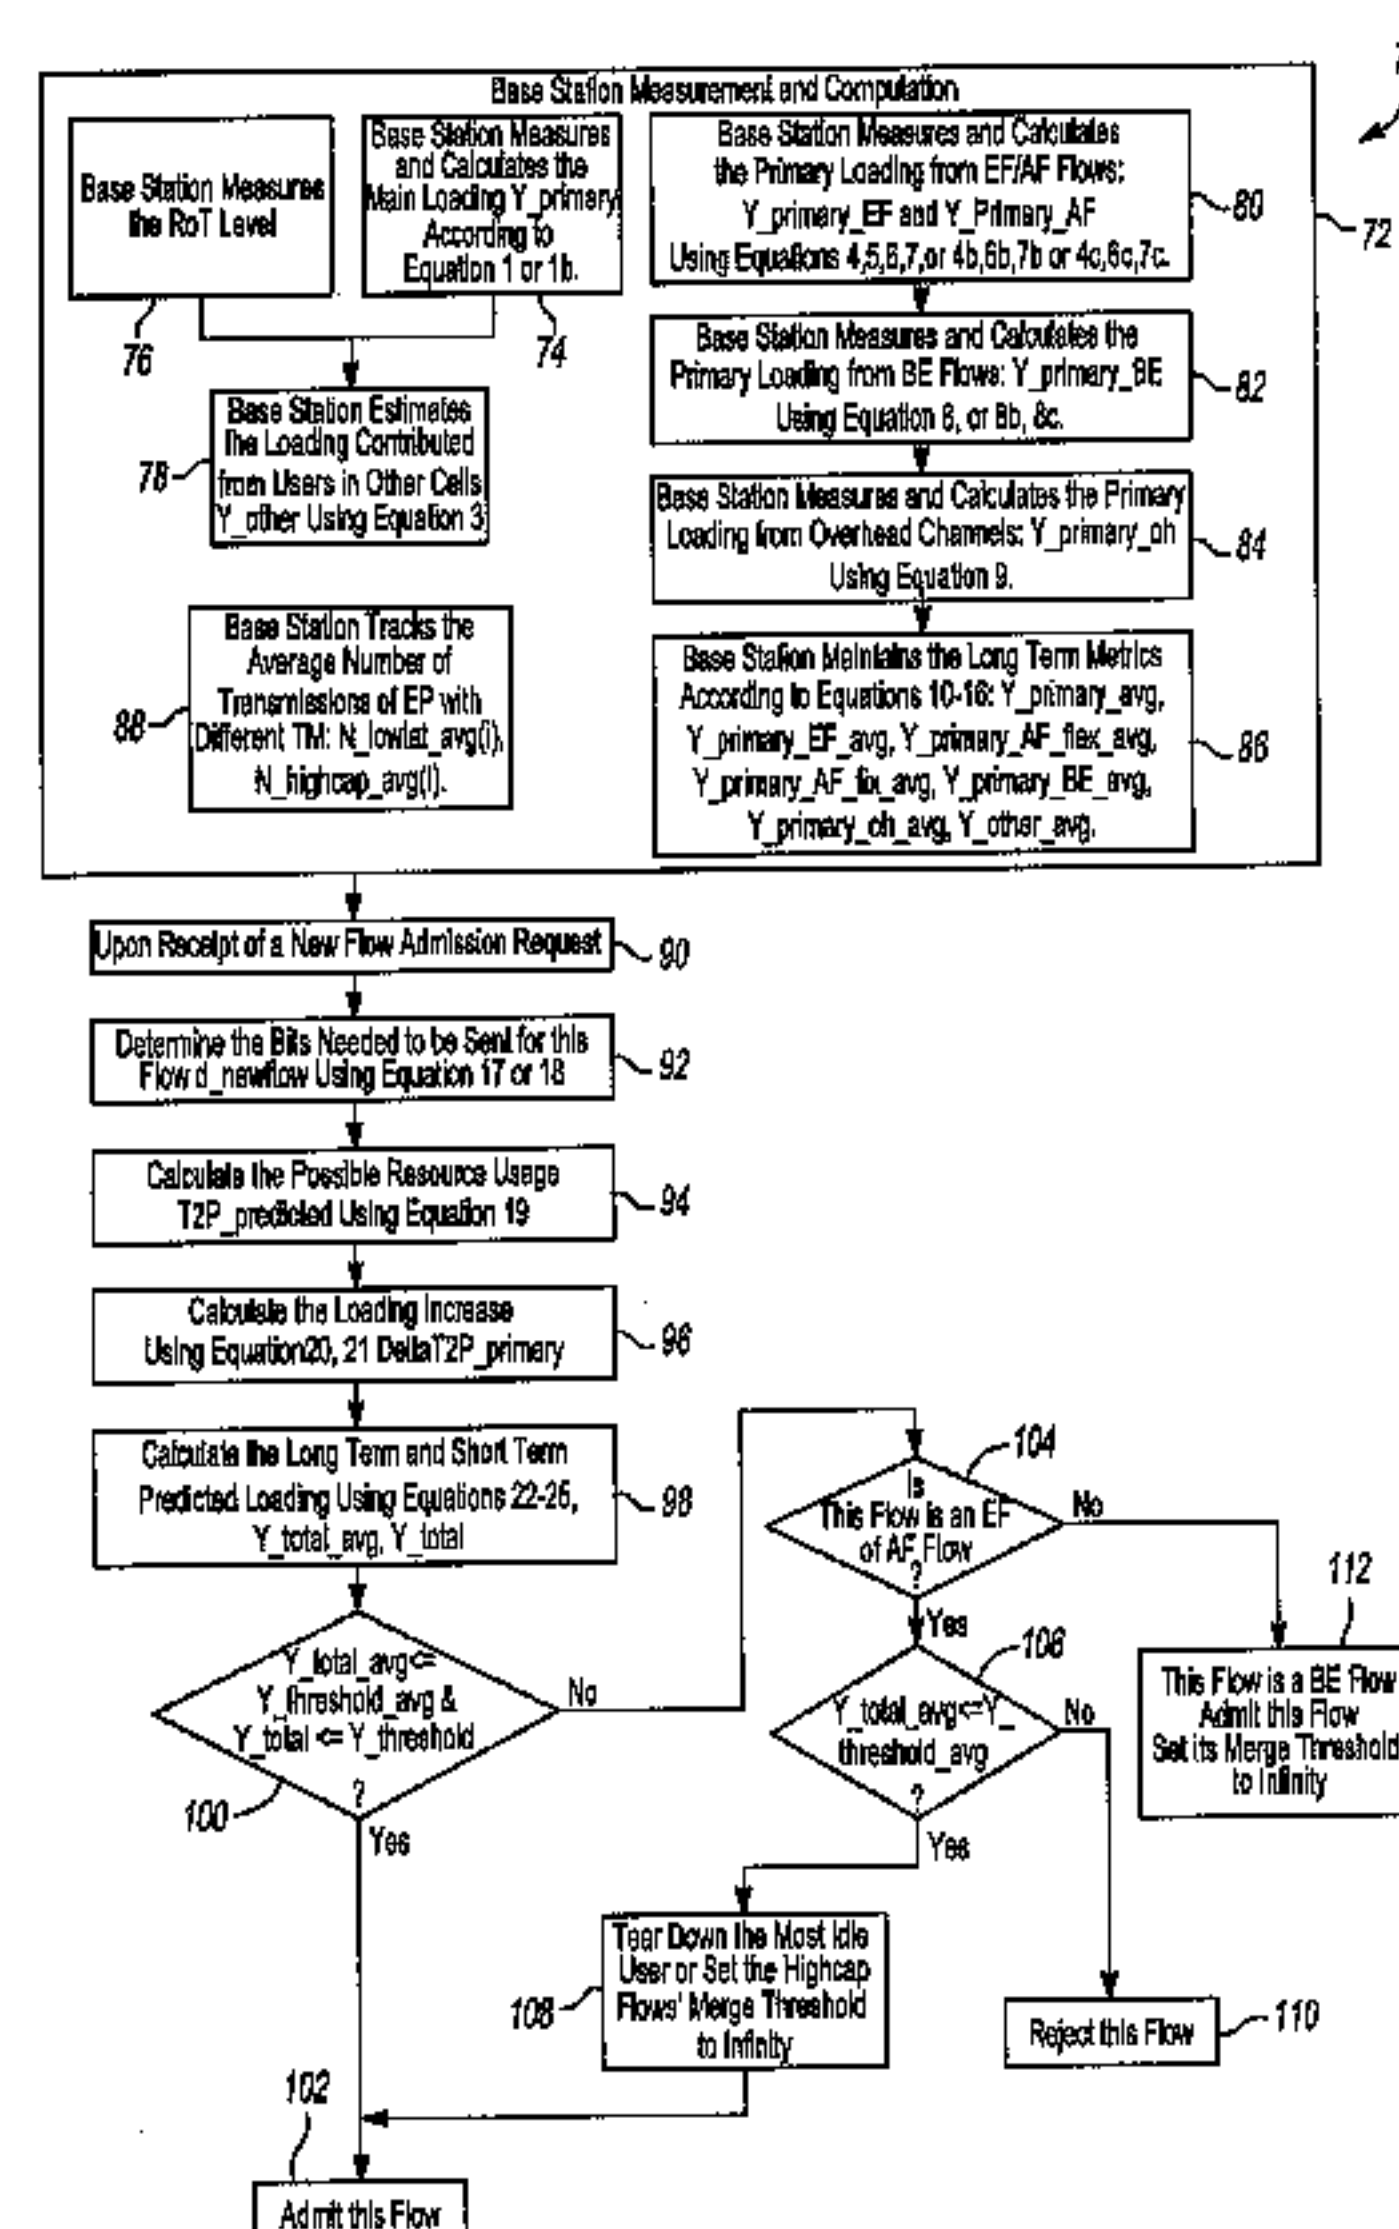 Base Station Measurement and Computation
Base Station Measures
the RoT Level
76
Base Station Measures
and Calculates the
Main Loading Y_primary
According to
Equation 1 or 1b.
74
Base Station Estimates
the Loading Contributed
from Users in Other Cells
Y_other Using Equation 3
78
Base Station Tracks the
Average Number of
Transmissions of EP with
Different TM: N_lowlat_avg(i),
N_highcap_avg(i).
88
Base Station Measures and Calculates
the Primary Loading from EF/AF Flows:
Y_primary_EF and Y_Primary_AF
Using Equations 4,5,6,7,or 4b,6b,7b or 4c,6c,7c.
80
72
Base Station Measures and Calculates the
Primary Loading from BE Flows: Y_primary_BE
Using Equation 8, or 8b, 8c.
82
Base Station Measures and Calculates the Primary
Loading from Overhead Channels: Y_primary_oh
Using Equation 9.
84
Base Station Maintains the Long Term Metrics
According to Equations 10-16: Y_primary_avg,
Y_primary_EF_avg, Y_primary_AF_flex_avg,
Y_primary_AF_fix_avg, Y_primary_BE_avg,
Y_primary_oh_avg, Y_other_avg.
86
Upon Receipt of a New Flow Admission Request
90
Determine the Bits Needed to be Sent for this
Flow d_newflow Using Equation 17 or 18
92
Calculate the Possible Resource Usage
T2P_predicted Using Equation 19
94
Calculate the Loading Increase
Using Equation20, 21 DeltaT2P_primary
96
Calculate the Long Term and Short Term
Predicted Loading Using Equations 22-25,
Y_total_avg, Y_total
98
Y_total_avg<=
Y_threshold_avg &
Y_total <= Y_threshold
?
100
No
Yes
104
Is
This Flow is an EF
of AF Flow
?
No
Yes
106
Y_total_avg<=Y_
threshold_avg
?
No
Yes
112
This Flow is a BE Flow
Admit this Flow
Set its Merge Threshold
to Infinity
Tear Down the Most Idle
User or Set the Highcap
Flows' Merge Threshold
to Infinity
108
Reject this Flow
110
102
Admit this Flow